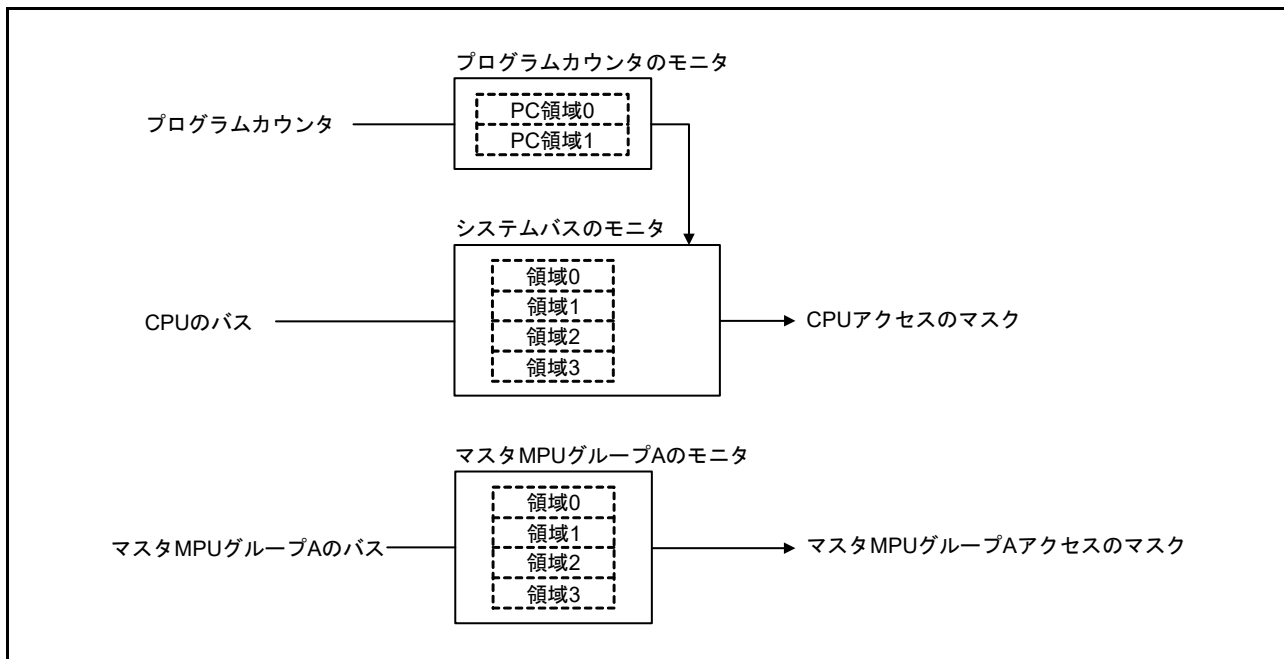 プログラムカウンタのモニタ
プログラムカウンタ
PC領域0
PC領域1
システムバスのモニタ
CPUのバス
領域0
領域1
領域2
領域3
CPUアクセスのマスク
マスタMPUグループAのモニタ
マスタMPUグループAのバス
領域0
領域1
領域2
領域3
マスタMPUグループAアクセスのマスク